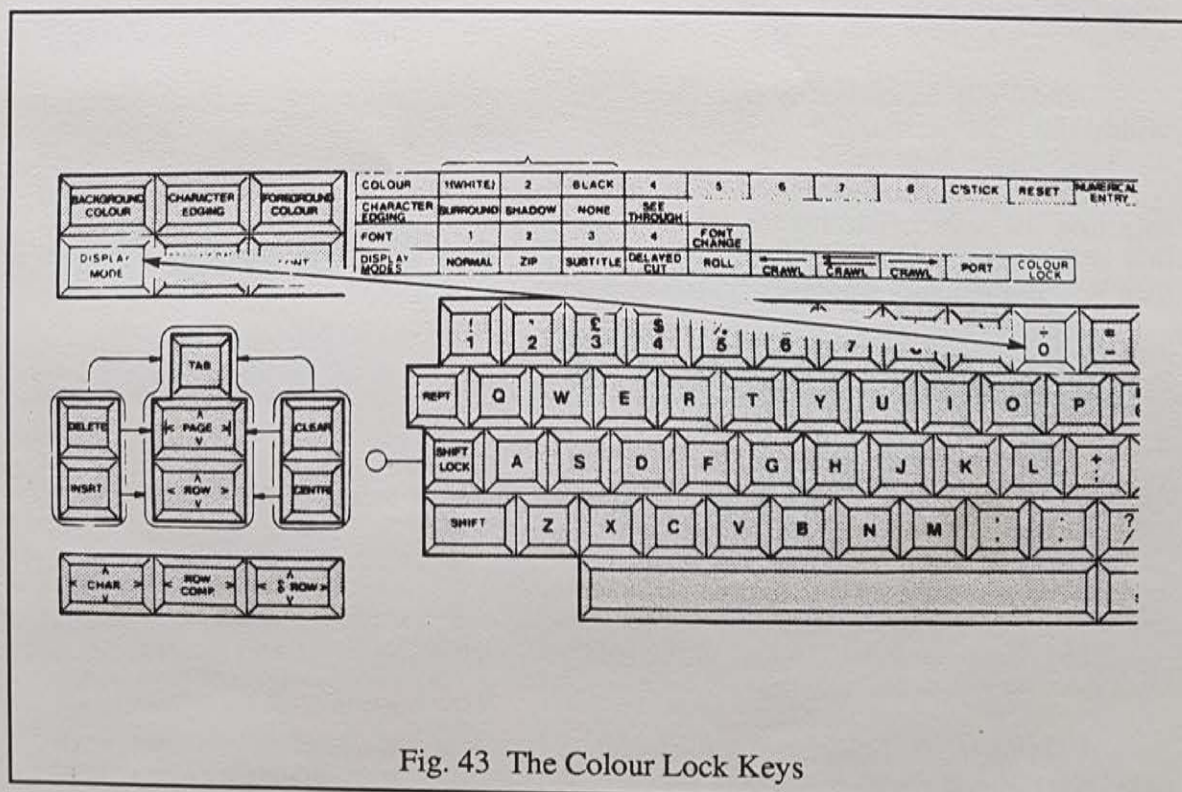 BACKGROUND COLOUR
CHARACTER EDGING
FOREGROUND COLOUR
DISPLAY MODE
COLOUR 1(WHITE) 2 BLACK 4 5 6 7 8 C'STICK RESET NUMERICAL ENTRY
CHARACTER EDGING SURROUND SHADOW NONE SEE THROUGH
FONT 1 2 3 4 FONT CHANGE
DISPLAY MODES NORMAL ZIP SUBTITLE DELAYED CUT ROLL CRAWL CRAWL CRAWL PORT COLOUR LOCK
! ' £ $ ÷ =
1 2 3 4 5 6 7 0 -
TAB
DELETE < PAGE > CLEAR
INSRT < ROW > CENTRE
REPT Q W E R T Y U I O P
SHIFT LOCK A S D F G H J K L + ;
SHIFT Z X C V B N M ? /
< CHAR > < ROW COMP. > < & ROW >
Fig. 43 The Colour Lock Keys